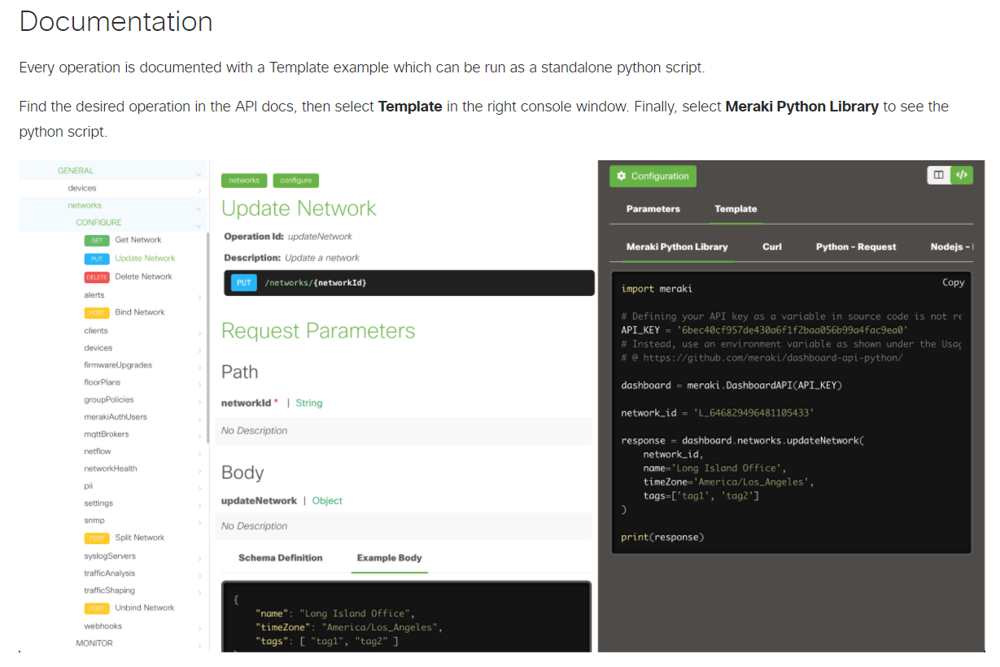 Documentation
Every operation is documented with a Template example which can be run as a standalone python script.
Find the desired operation in the API docs, then select Template in the right console window. Finally, select Meraki Python Library to see the
python script.
GENERAL
devices
networks
CONFIGURE
GET Get Network
PUT Update Network
DELETE Delete Network
alerts
POST Bind Network
clients
devices
firmwareUpgrades
floorPlans
groupPolicies
merakiAuthUsers
mqttBrokers
netflow
networkHealth
pii
settings
snmp
POST Split Network
syslogServers
trafficAnalysis
trafficShaping
POST Unbind Network
webhooks
MONITOR
networks configure
Update Network
Operation Id: updateNetwork
Description: Update a network
PUT /networks/{networkId}
Request Parameters
Path
networkId * | String
No Description
Body
updateNetwork | Object
No Description
Schema Definition Example Body
{
"name": "Long Island Office",
"timeZone": "America/Los_Angeles",
"tags": [ "tag1", "tag2" ]
Configuration </>
Parameters Template
Meraki Python Library Curl Python - Request Nodejs -
Copy
import meraki
# Defining your API key as a variable in source code is not re
API_KEY = '6bec40cf957de430a6f1f2baa056b99a4fac9ea0'
# Instead, use an environment variable as shown under the Usag
# @ https://github.com/meraki/dashboard-api-python/
dashboard = meraki.DashboardAPI(API_KEY)
network_id = 'L_646829496481105433'
response = dashboard.networks.updateNetwork(
network_id,
name='Long Island Office',
timeZone='America/Los_Angeles',
tags=['tag1', 'tag2']
)
print(response)